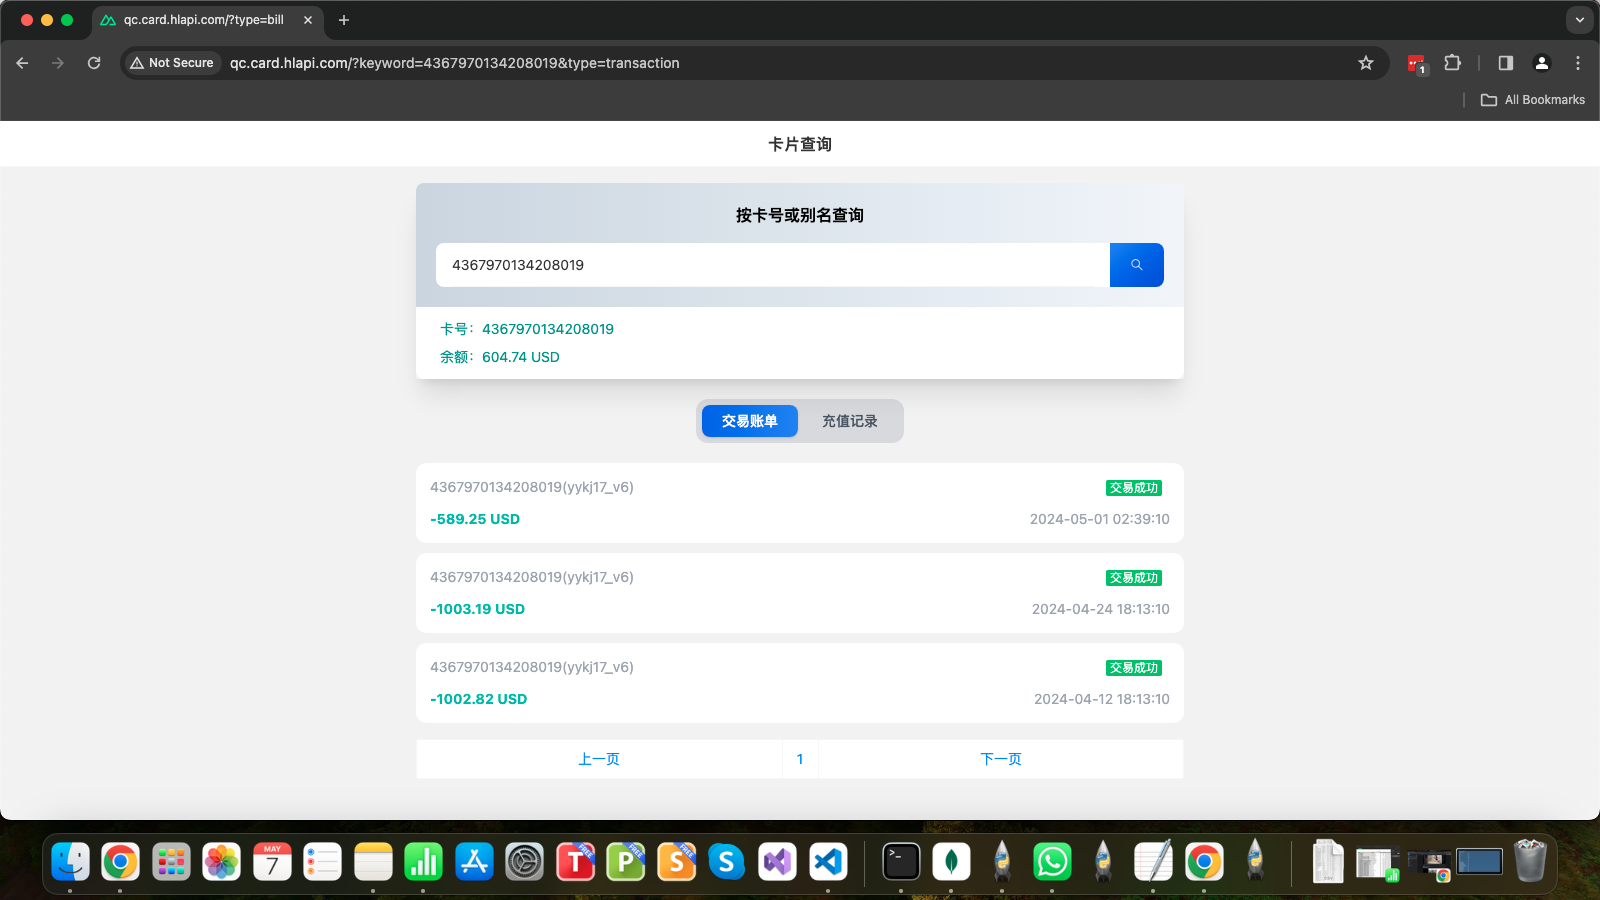 qc.card.hlapi.com/?type=bill
Not Secure
qc.card.hlapi.com/?keyword=4367970134208019&type=transaction
1
All Bookmarks
卡片查询
按卡号或别名查询
4367970134208019
卡号：4367970134208019
余额：604.74 USD
交易账单
充值记录
4367970134208019(yykj17_v6)
交易成功
-589.25 USD
2024-05-01 02:39:10
4367970134208019(yykj17_v6)
交易成功
-1003.19 USD
2024-04-24 18:13:10
4367970134208019(yykj17_v6)
交易成功
-1002.82 USD
2024-04-12 18:13:10
上一页
1
下一页
MAY
7
T
FREE
P
FREE
S
FREE
S
>_